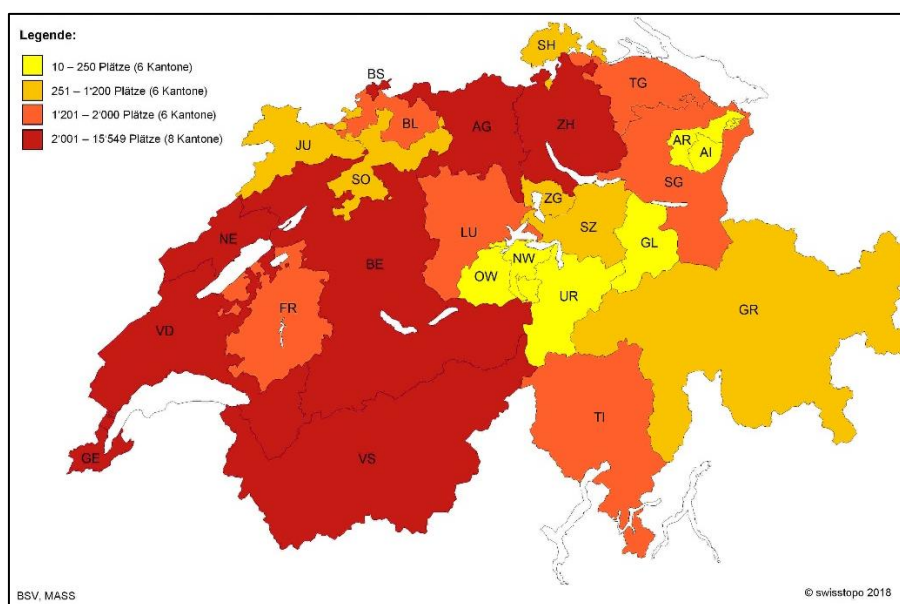 Legende:
10 – 250 Plätze (6 Kantone)
251 – 1'200 Plätze (6 Kantone)
1'201 – 2'000 Plätze (6 Kantone)
2'001 – 15'549 Plätze (8 Kantone)
SH
BS
TG
BL
AG
ZH
JU
AR
AI
SO
SG
ZG
SZ
NE
LU
GL
BE
NW
OW
UR
FR
GR
VD
TI
GE
VS
BSV, MASS
© swisstopo 2018